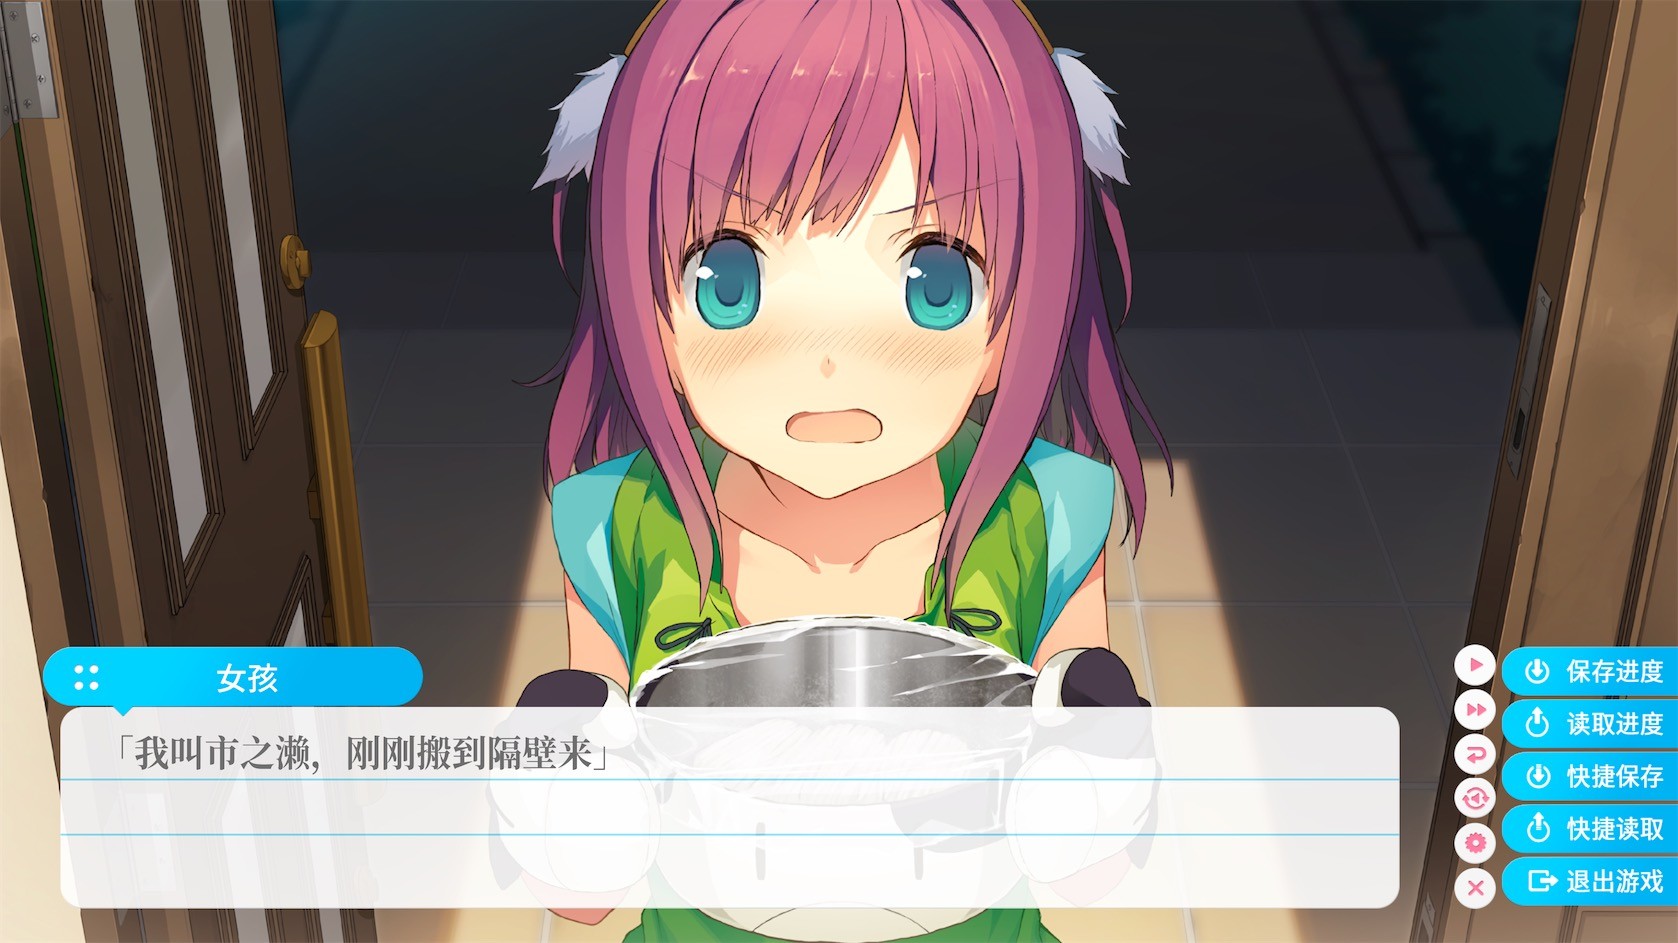 女孩
「我叫市之濑，刚刚搬到隔壁来」
保存进度
读取进度
快捷保存
快捷读取
退出游戏